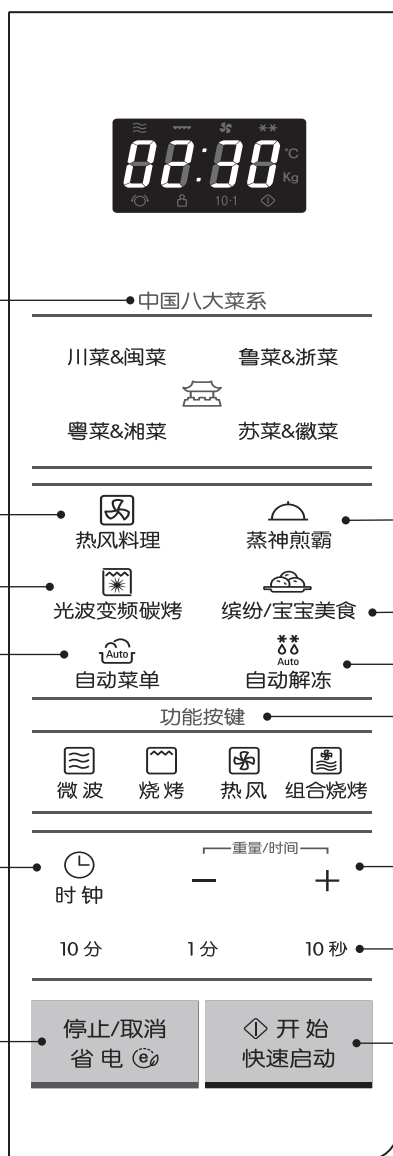 02:30
°C
Kg
10·1
中国八大菜系
川菜&闽菜 鲁菜&浙菜
粤菜&湘菜 苏菜&徽菜
热风料理 蒸神煎霸
光波变频碳烤 缤纷/宝宝美食
Auto Auto
自动菜单 自动解冻
功能按键
微波 烧烤 热风 组合烧烤
重量/时间
时钟 − +
10分 1分 10秒
停止/取消 开始
省电 e 快速启动